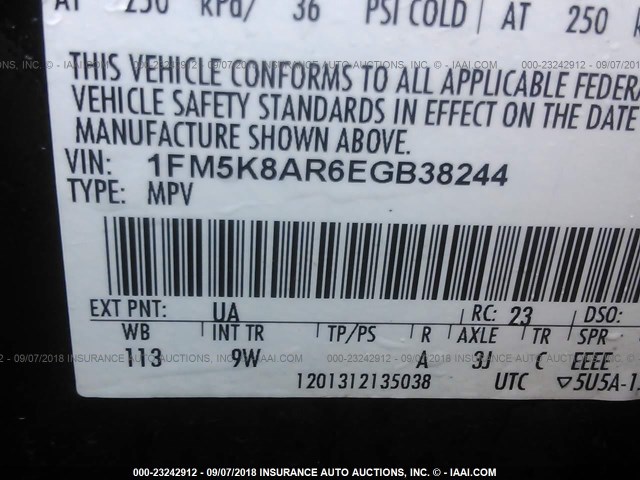 AT 250 kPa/ 36 PSI COLD AT 250
THIS VEHICLE CONFORMS TO ALL APPLICABLE
VEHICLE SAFETY STANDARDS IN EFFECT ON THE DATE
MANUFACTURE SHOWN ABOVE.
VIN: 1FM5K8AR6EGB38244
TYPE: MPV
EXT PNT: UA RC: 23 DSO:
WB INT TR TP/PS R AXLE TR SPR
113 9W A 3J C EEEE
1201312135038 UTC ▽5U5A-
000-23242912 - 09/07/2018 INSURANCE AUTO AUCTIONS, INC. © - IAAI.COM